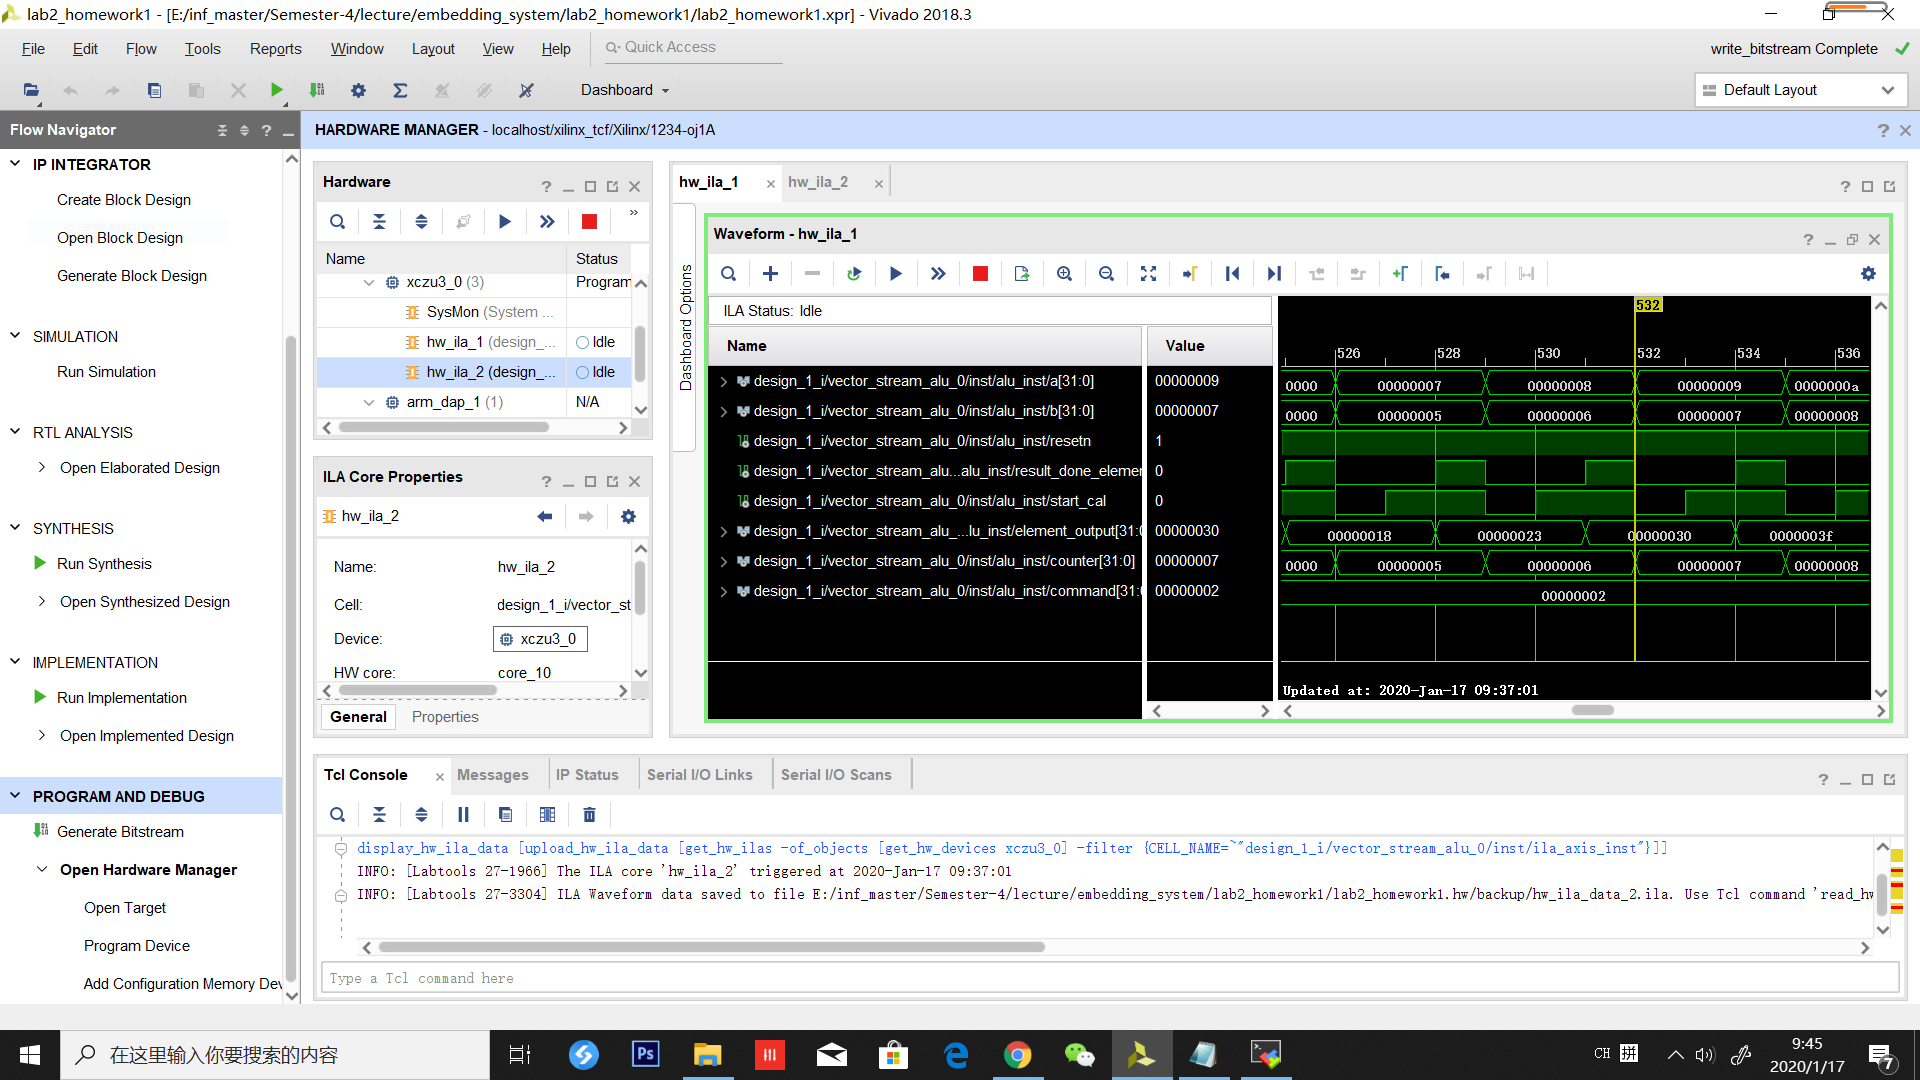 lab2_homework1 - [E:/inf_master/Semester-4/lecture/embedding_system/lab2_homework1/lab2_homework1.xpr] - Vivado 2018.3
File Edit Flow Tools Reports Window Layout View Help Quick Access
write_bitstream Complete
Dashboard
Default Layout
Flow Navigator
HARDWARE MANAGER - localhost/xilinx_tcf/Xilinx/1234-oj1A
IP INTEGRATOR
Create Block Design
Open Block Design
Generate Block Design
SIMULATION
Run Simulation
RTL ANALYSIS
Open Elaborated Design
SYNTHESIS
Run Synthesis
Open Synthesized Design
IMPLEMENTATION
Run Implementation
Open Implemented Design
PROGRAM AND DEBUG
Generate Bitstream
Open Hardware Manager
Open Target
Program Device
Add Configuration Memory Dev
Hardware
Name Status
xczu3_0 (3) Program
SysMon (System ...
hw_ila_1 (design_... Idle
hw_ila_2 (design_... Idle
arm_dap_1 (1) N/A
ILA Core Properties
hw_ila_2
Name: hw_ila_2
Cell: design_1_i/vector_st
Device: xczu3_0
HW core: core_10
General Properties
hw_ila_1 hw_ila_2
Dashboard Options
Waveform - hw_ila_1
ILA Status: Idle
Name Value
532
526 528 530 532 534 536
design_1_i/vector_stream_alu_0/inst/alu_inst/a[31:0] 00000009 0000 00000007 00000008 00000009 0000000a
design_1_i/vector_stream_alu_0/inst/alu_inst/b[31:0] 00000007 0000 00000005 00000006 00000007 00000008
design_1_i/vector_stream_alu_0/inst/alu_inst/resetn 1
design_1_i/vector_stream_alu...alu_inst/result_done_elemer 0
design_1_i/vector_stream_alu_0/inst/alu_inst/start_cal 0
design_1_i/vector_stream_alu_...lu_inst/element_output[31:0 00000030 00000018 00000023 00000030 0000003f
design_1_i/vector_stream_alu_0/inst/alu_inst/counter[31:0] 00000007 0000 00000005 00000006 00000007 00000008
design_1_i/vector_stream_alu_0/inst/alu_inst/command[31:0 00000002 00000002
Updated at: 2020-Jan-17 09:37:01
Tcl Console Messages IP Status Serial I/O Links Serial I/O Scans
display_hw_ila_data [upload_hw_ila_data [get_hw_ilas -of_objects [get_hw_devices xczu3_0] -filter {CELL_NAME=~"design_1_i/vector_stream_alu_0/inst/ila_axis_inst"}]]
INFO: [Labtools 27-1966] The ILA core 'hw_ila_2' triggered at 2020-Jan-17 09:37:01
INFO: [Labtools 27-3304] ILA Waveform data saved to file E:/inf_master/Semester-4/lecture/embedding_system/lab2_homework1/lab2_homework1.hw/backup/hw_ila_data_2.ila. Use Tcl command 'read_hw
Type a Tcl command here
在这里输入你要搜索的内容
Ps
CH 拼
9:45
2020/1/17
7